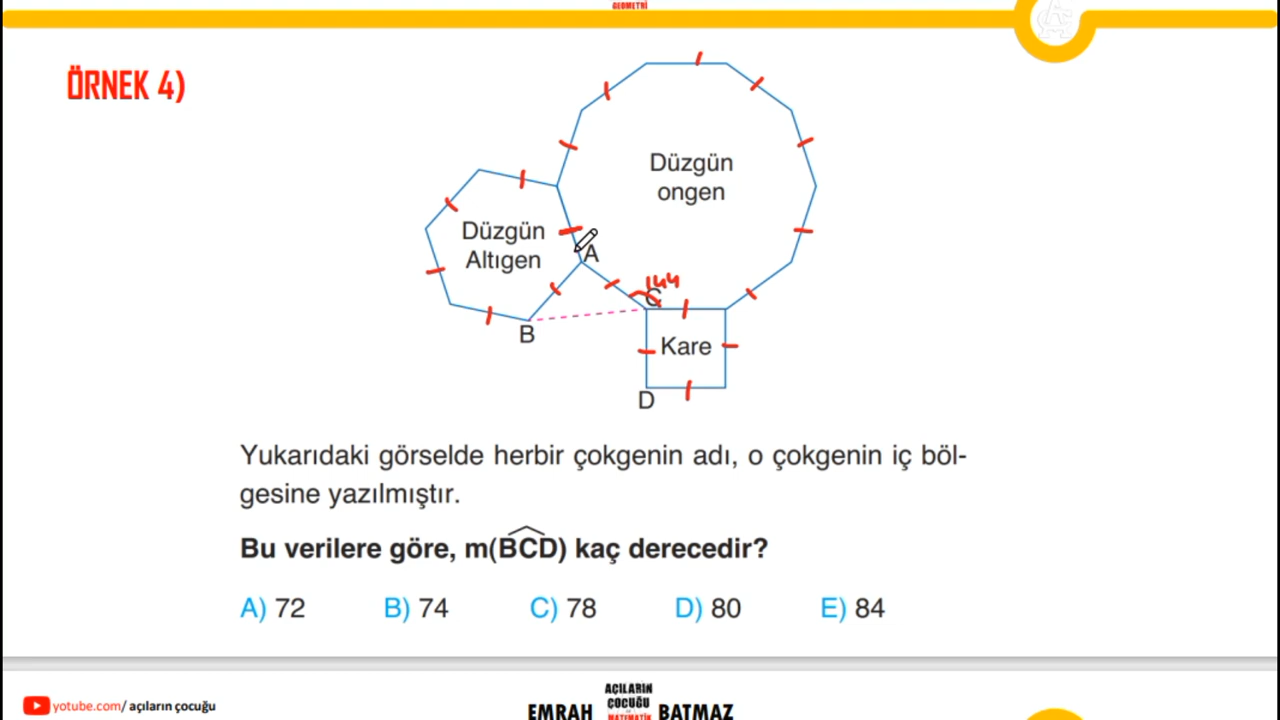 GEOMETRİ
ÖRNEK 4)
Düzgün
ongen
Düzgün
Altıgen
A
144
C
B
Kare
D
Yukarıdaki görselde herbir çokgenin adı, o çokgenin iç böl-
gesine yazılmıştır.
Bu verilere göre, m(BCD) kaç derecedir?
A) 72 B) 74 C) 78 D) 80 E) 84
yotube.com/ açıların çocuğu
AÇILARIN
ÇOCUĞU
MATEMATİK
EMRAH BATMAZ